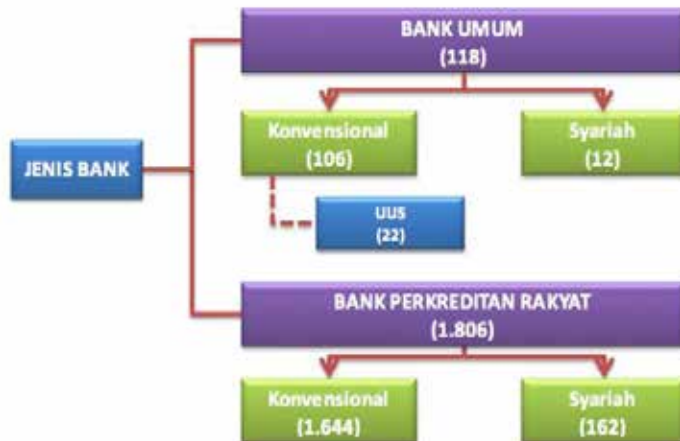 BANK UMUM
(118)
Konvensional
(106)
Syariah
(12)
JENIS BANK
UUS
(22)
BANK PERKREDITAN RAKYAT
(1.806)
Konvensional
(1.644)
Syariah
(162)